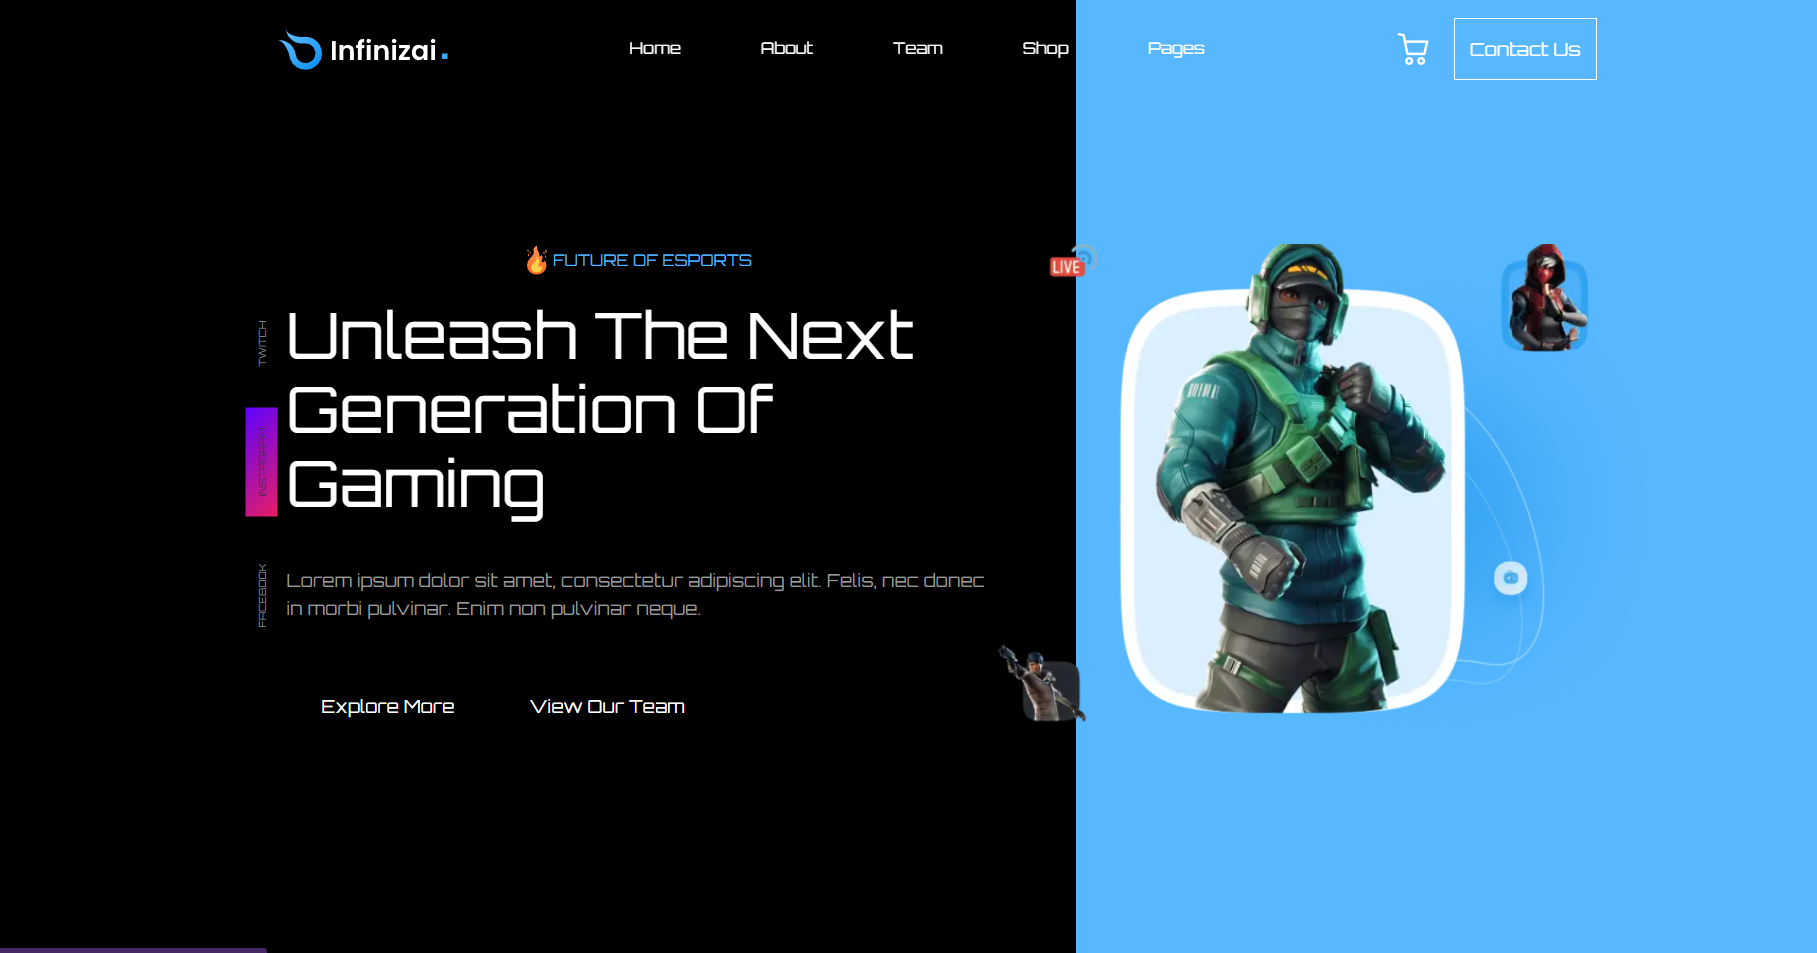 Infinizai.
Home
About
Team
Shop
Pages
Contact Us
FUTURE OF ESPORTS
LIVE
Unleash The Next
Generation Of
Gaming
TWITCH
INSTAGRAM
FACEBOOK
Lorem ipsum dolor sit amet, consectetur adipiscing elit. Felis, nec donec
in morbi pulvinar. Enim non pulvinar neque.
Explore More
View Our Team